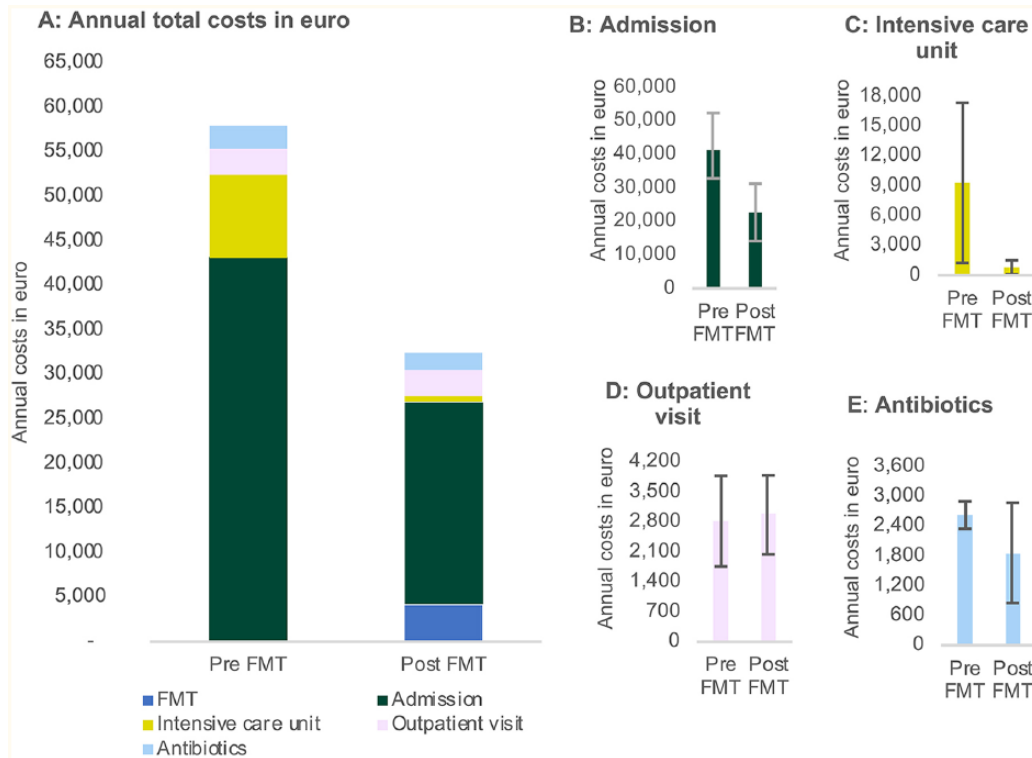 A: Annual total costs in euro
Annual costs in euro
65,000
60,000
55,000
50,000
45,000
40,000
35,000
30,000
25,000
20,000
15,000
10,000
5,000
-
Pre FMT
Post FMT
FMT
Admission
Intensive care unit
Outpatient visit
Antibiotics
B: Admission
Annual costs in euro
60,000
50,000
40,000
30,000
20,000
10,000
0
Pre Post
FMT FMT
C: Intensive care
unit
Annual costs in euro
18,000
15,000
12,000
9,000
6,000
3,000
0
Pre Post
FMT FMT
D: Outpatient
visit
Annual costs in euro
4,200
3,500
2,800
2,100
1,400
700
0
Pre Post
FMT FMT
E: Antibiotics
Annual costs in euro
3,600
3,000
2,400
1,800
1,200
600
0
Pre Post
FMT FMT